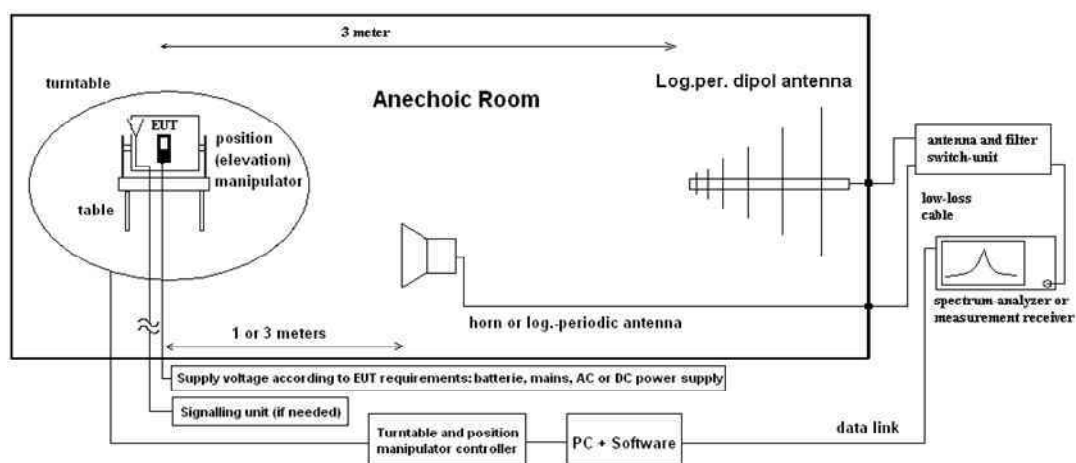 3 meter
turntable
Log.per. dipol antenna
Anechoic Room
EUT
position
(elevation)
manipulator
table
antenna and filter
switch-unit
low-loss
cable
spectrum-analyzer or
measurement receiver
horn or log.-periodic antenna
1 or 3 meters
Supply voltage according to EUT requirements: batterie, mains, AC or DC power supply
Signalling unit (if needed)
Turntable and position
manipulator controller
PC + Software
data link